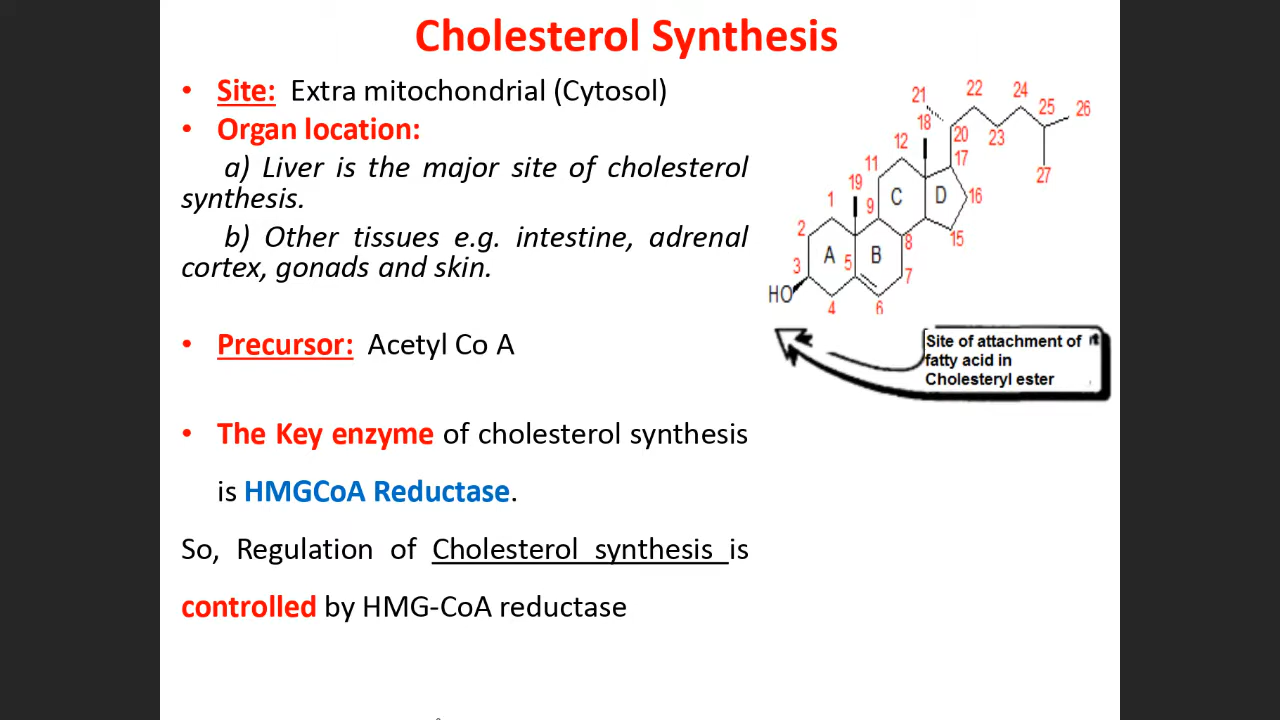 Cholesterol Synthesis
• Site: Extra mitochondrial (Cytosol)
• Organ location:
a) Liver is the major site of cholesterol
synthesis.
b) Other tissues e.g. intestine, adrenal
cortex, gonads and skin.
• Precursor: Acetyl Co A
• The Key enzyme of cholesterol synthesis
is HMGCoA Reductase.
So, Regulation of Cholesterol synthesis is
controlled by HMG-CoA reductase
21 22 24
18 25 26
12 20 23
11 17 27
19 C D 16
1 9
2 8 15
3 A 5 B 7
HO
4 6
Site of attachment of
fatty acid in
Cholesteryl ester